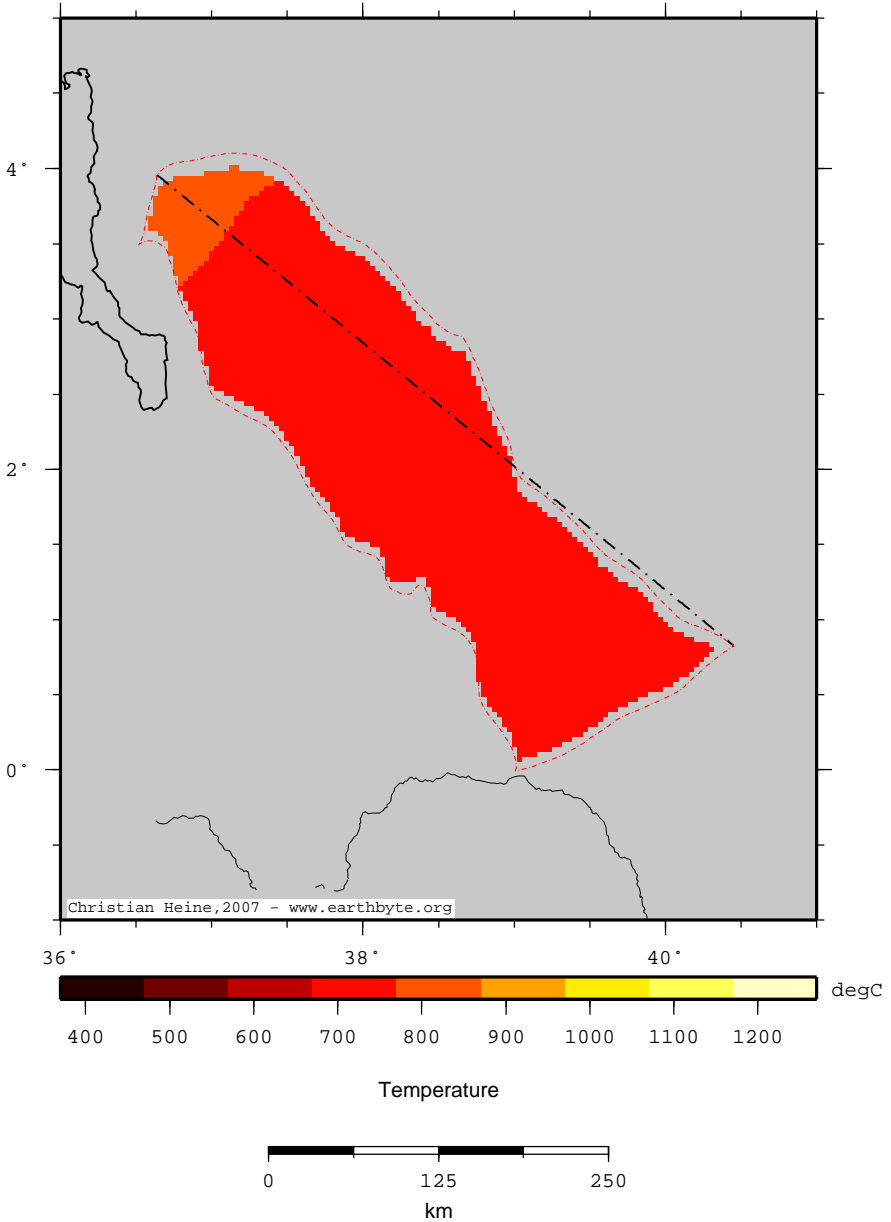 4°
2°
0°
Christian Heine,2007 - www.earthbyte.org
36° 38° 40°
degC
400 500 600 700 800 900 1000 1100 1200
Temperature
0 125 250
km